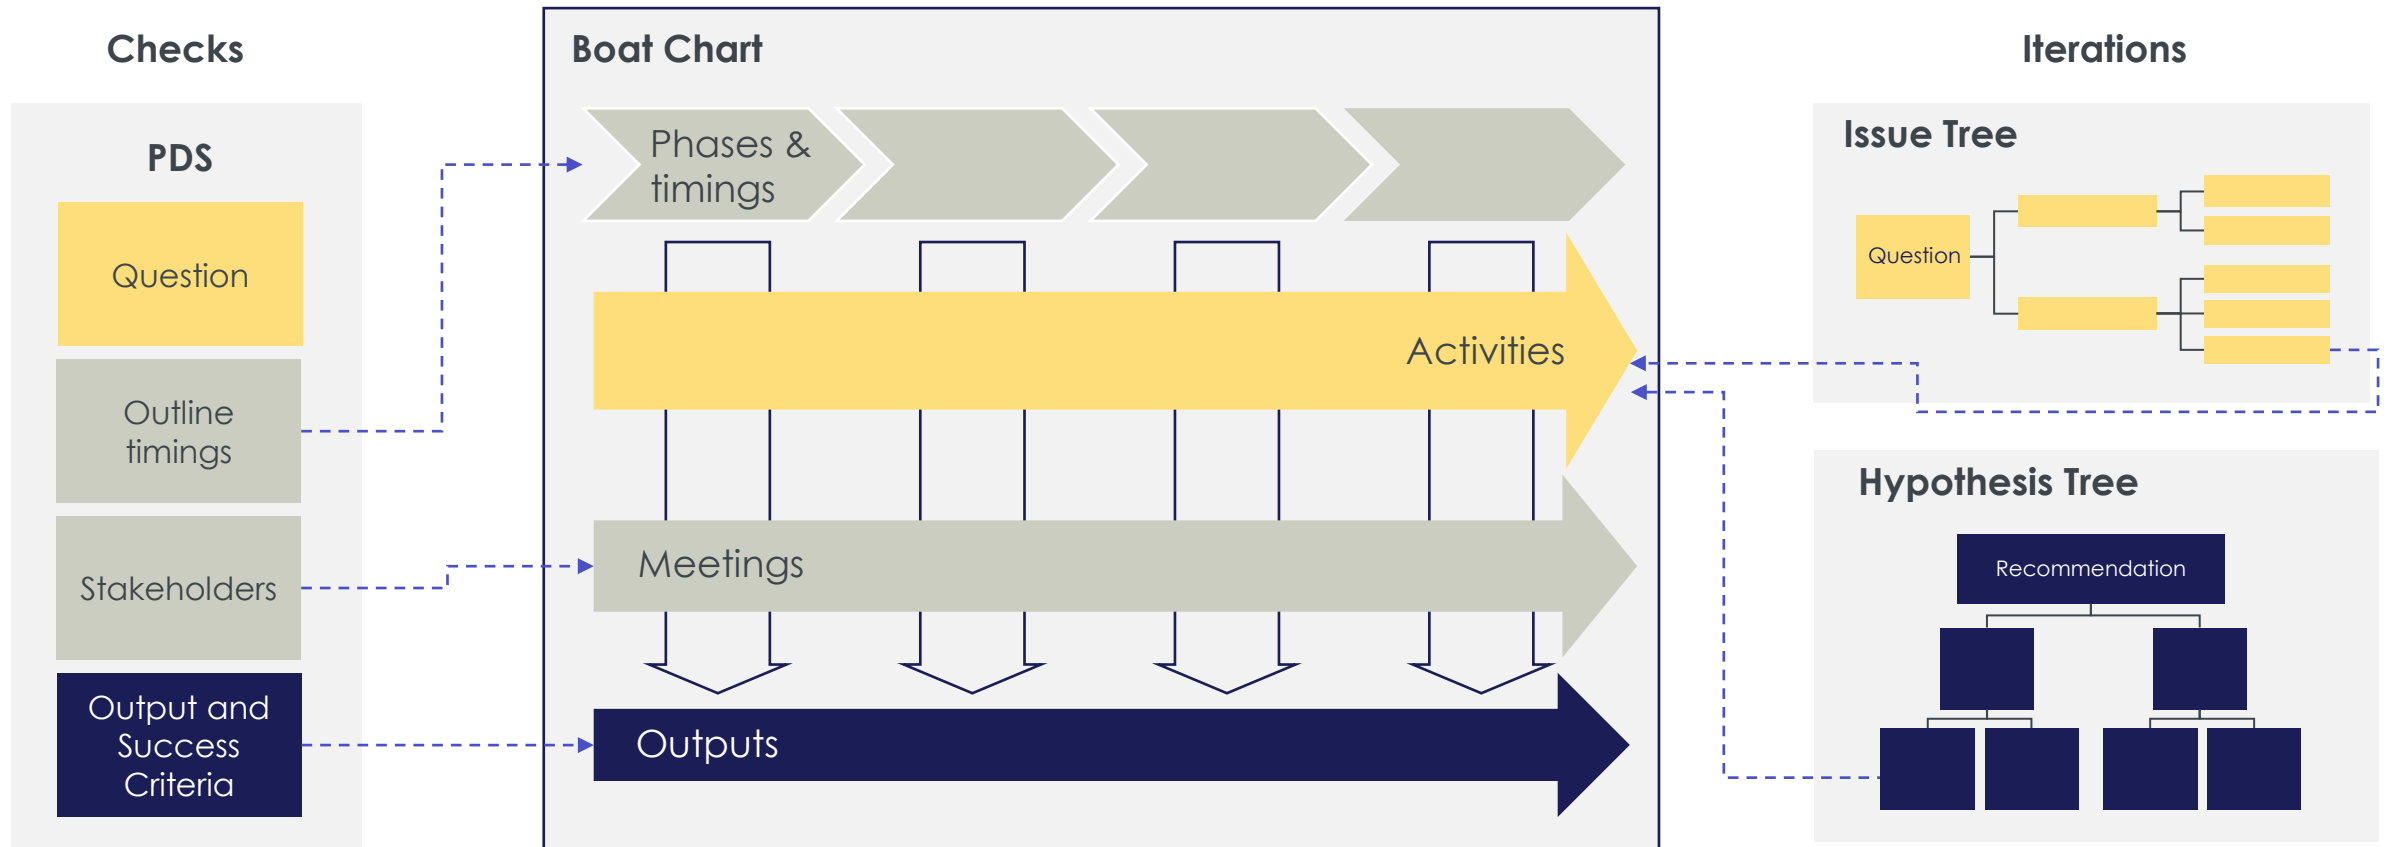 Checks
PDS
Question
Outline
timings
Stakeholders
Output and
Success
Criteria
Boat Chart
Phases &
timings
Activities
Meetings
Outputs
Iterations
Issue Tree
Question
Hypothesis Tree
Recommendation